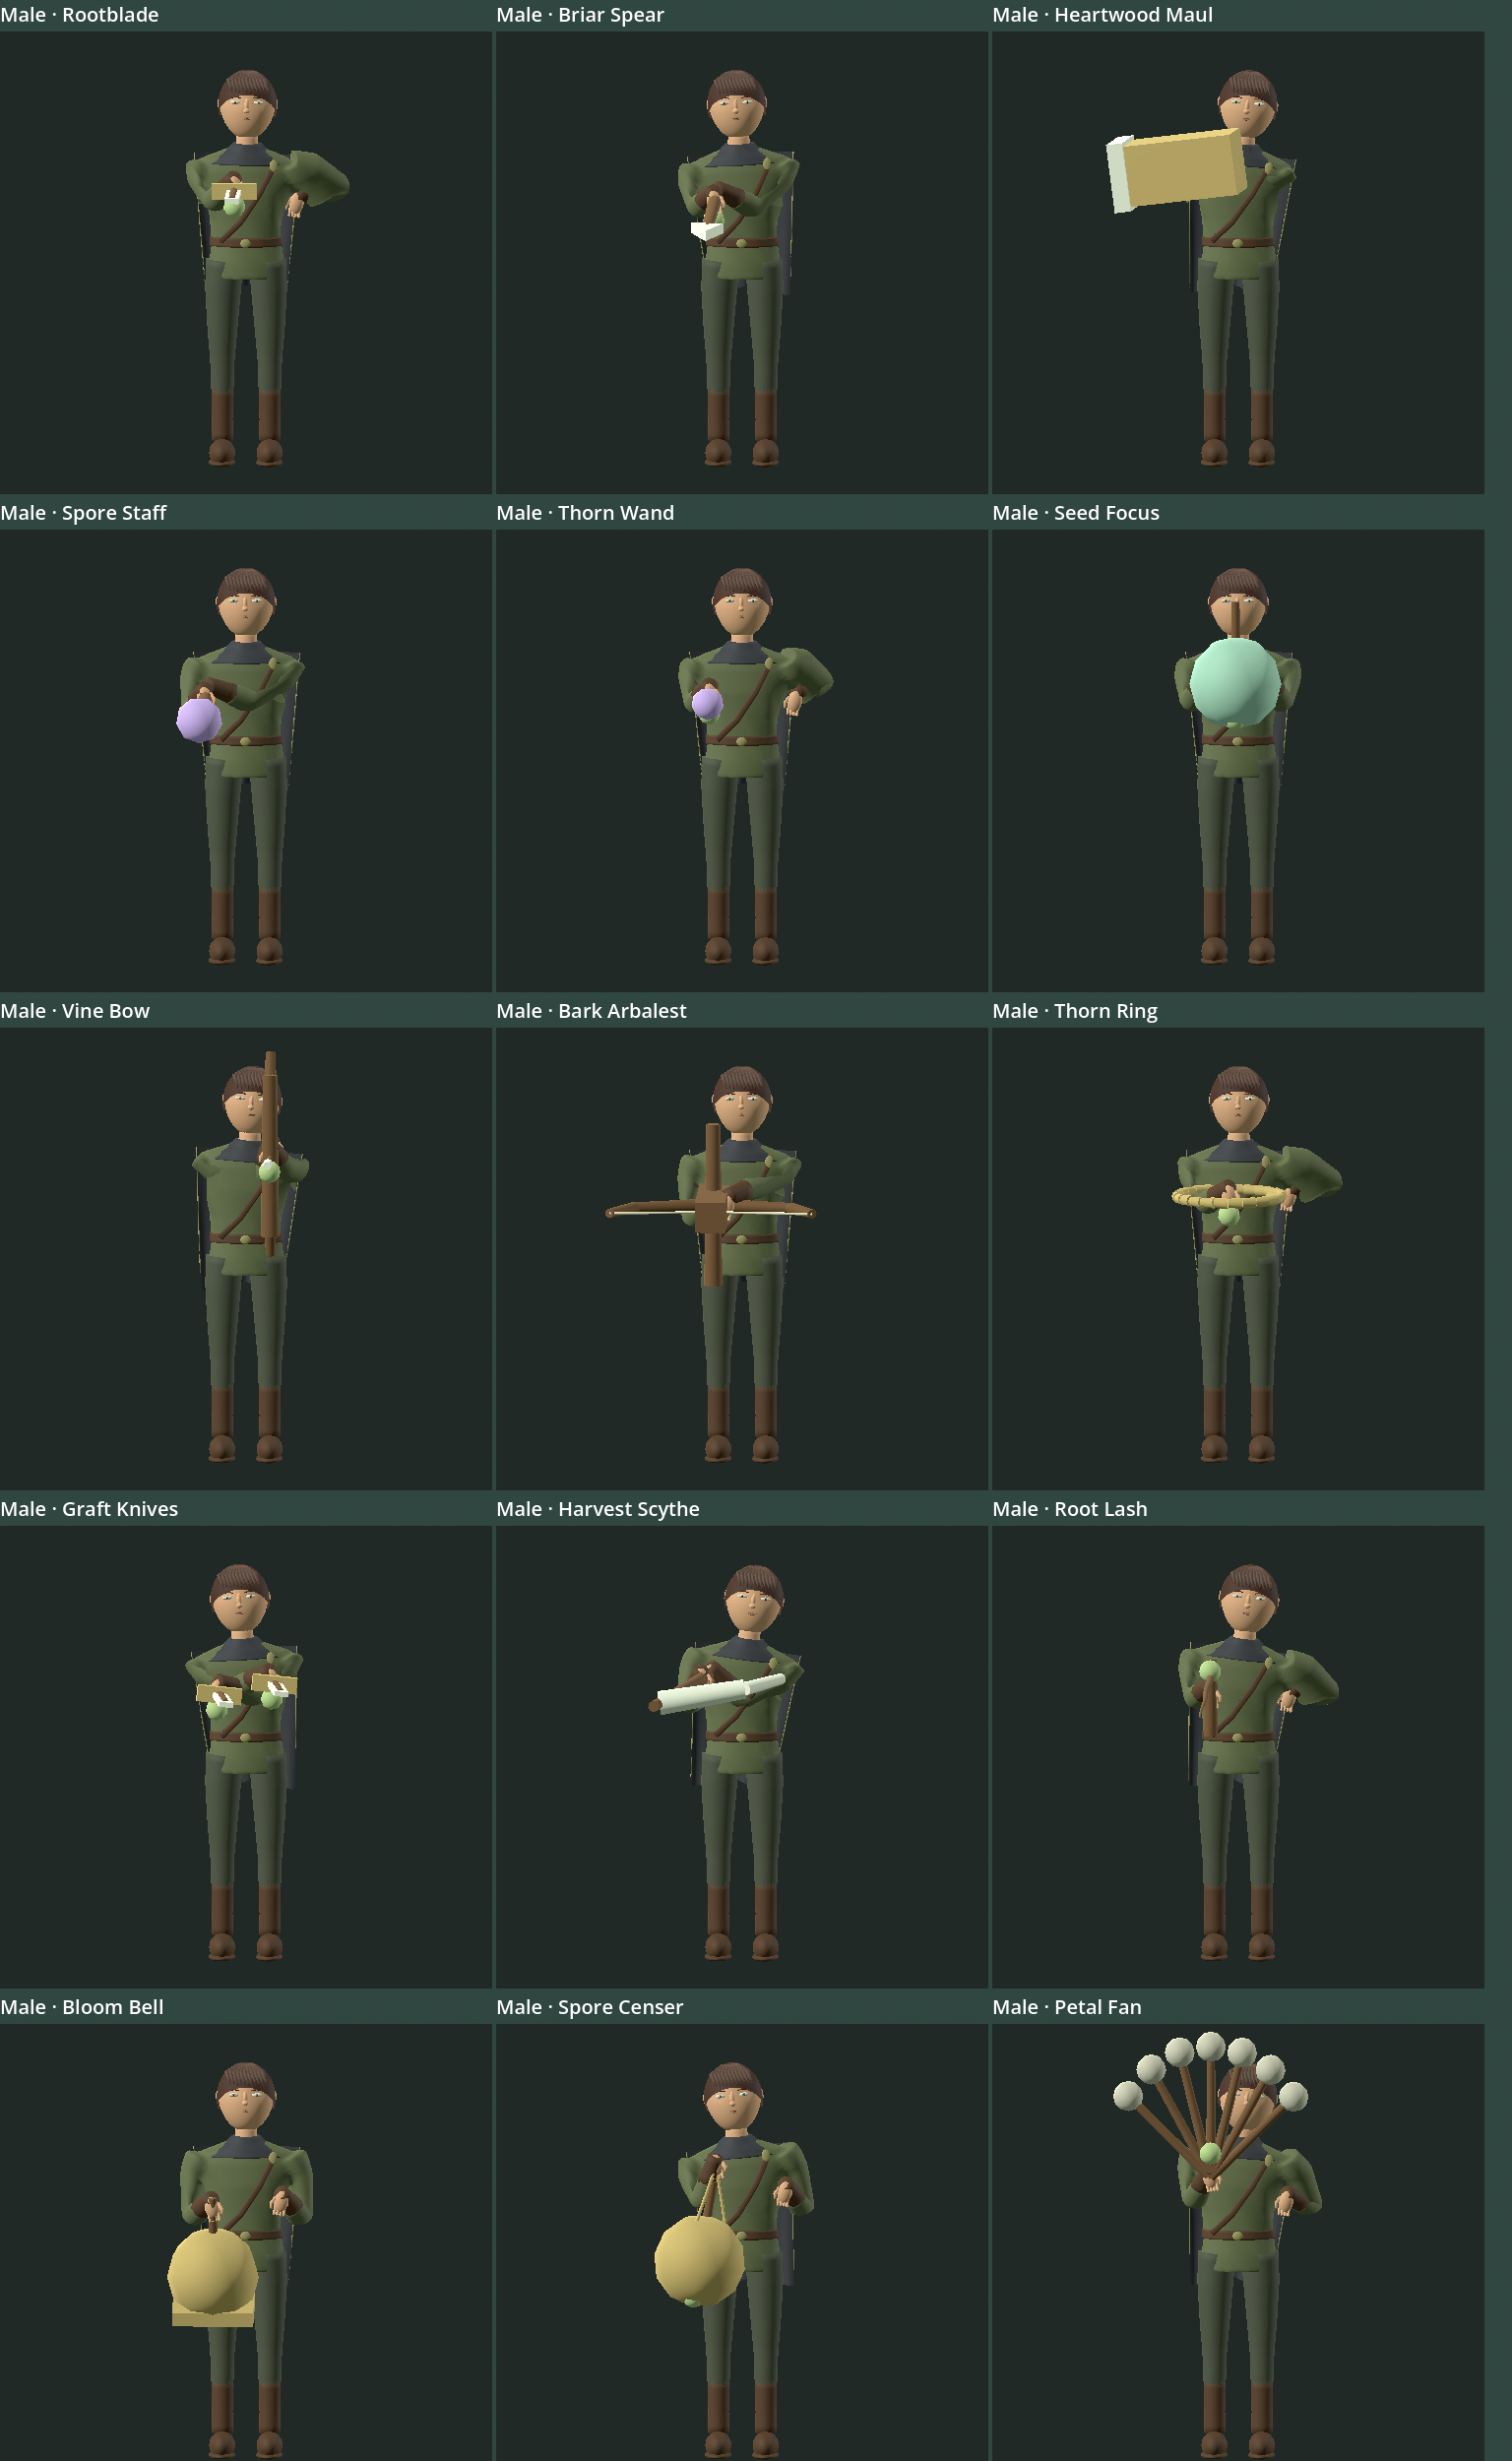 Male · Rootblade
Male · Briar Spear
Male · Heartwood Maul
Male · Spore Staff
Male · Thorn Wand
Male · Seed Focus
Male · Vine Bow
Male · Bark Arbalest
Male · Thorn Ring
Male · Graft Knives
Male · Harvest Scythe
Male · Root Lash
Male · Bloom Bell
Male · Spore Censer
Male · Petal Fan